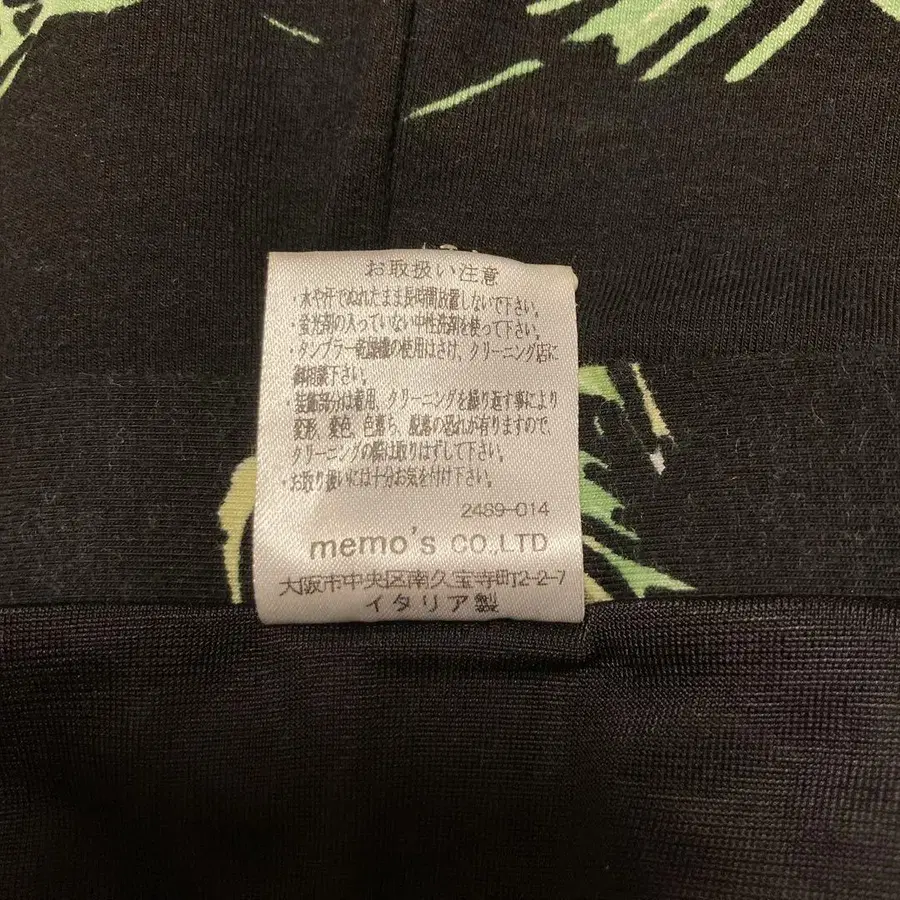 お取扱い注意
・水や汗でぬれたまま長時間放置しないで下さい。
・蛍光剤の入っていない中性洗剤を使って下さい。
・タンブラー乾燥機の使用はさけ、クリーニング店に
御相談下さい。
・装飾部分は着用、クリーニングを繰り返す事により
変形、変色、色落ち、脱落の恐れが有りますので、
クリーニングの際は取りはずして下さい。
・お取り扱いには十分お気を付け下さい。
2489-014
memo's CO.,LTD
大阪市中央区南久宝寺町2-2-7
イタリア製